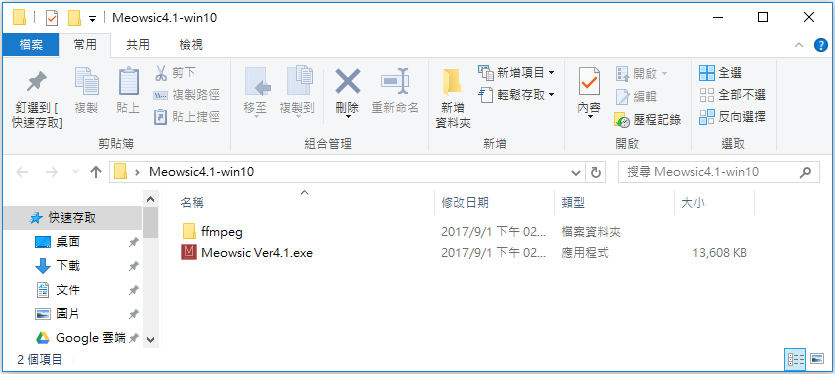 Meowsic4.1-win10
檔案 常用 共用 檢視
釘選到 [快速存取]
複製
貼上
剪下
複製路徑
貼上捷徑
剪貼簿
移至
複製到
刪除
重新命名
組合管理
新增資料夾
新增項目
輕鬆存取
新增
內容
開啟
編輯
歷程記錄
開啟
全選
全部不選
反向選擇
選取
Meowsic4.1-win10
搜尋 Meowsic4.1-win10
快速存取
桌面
下載
文件
圖片
Google 雲端
名稱 修改日期 類型 大小
ffmpeg 2017/9/1 下午 02... 檔案資料夾
Meowsic Ver4.1.exe 2017/9/1 下午 02... 應用程式 13,608 KB
2 個項目